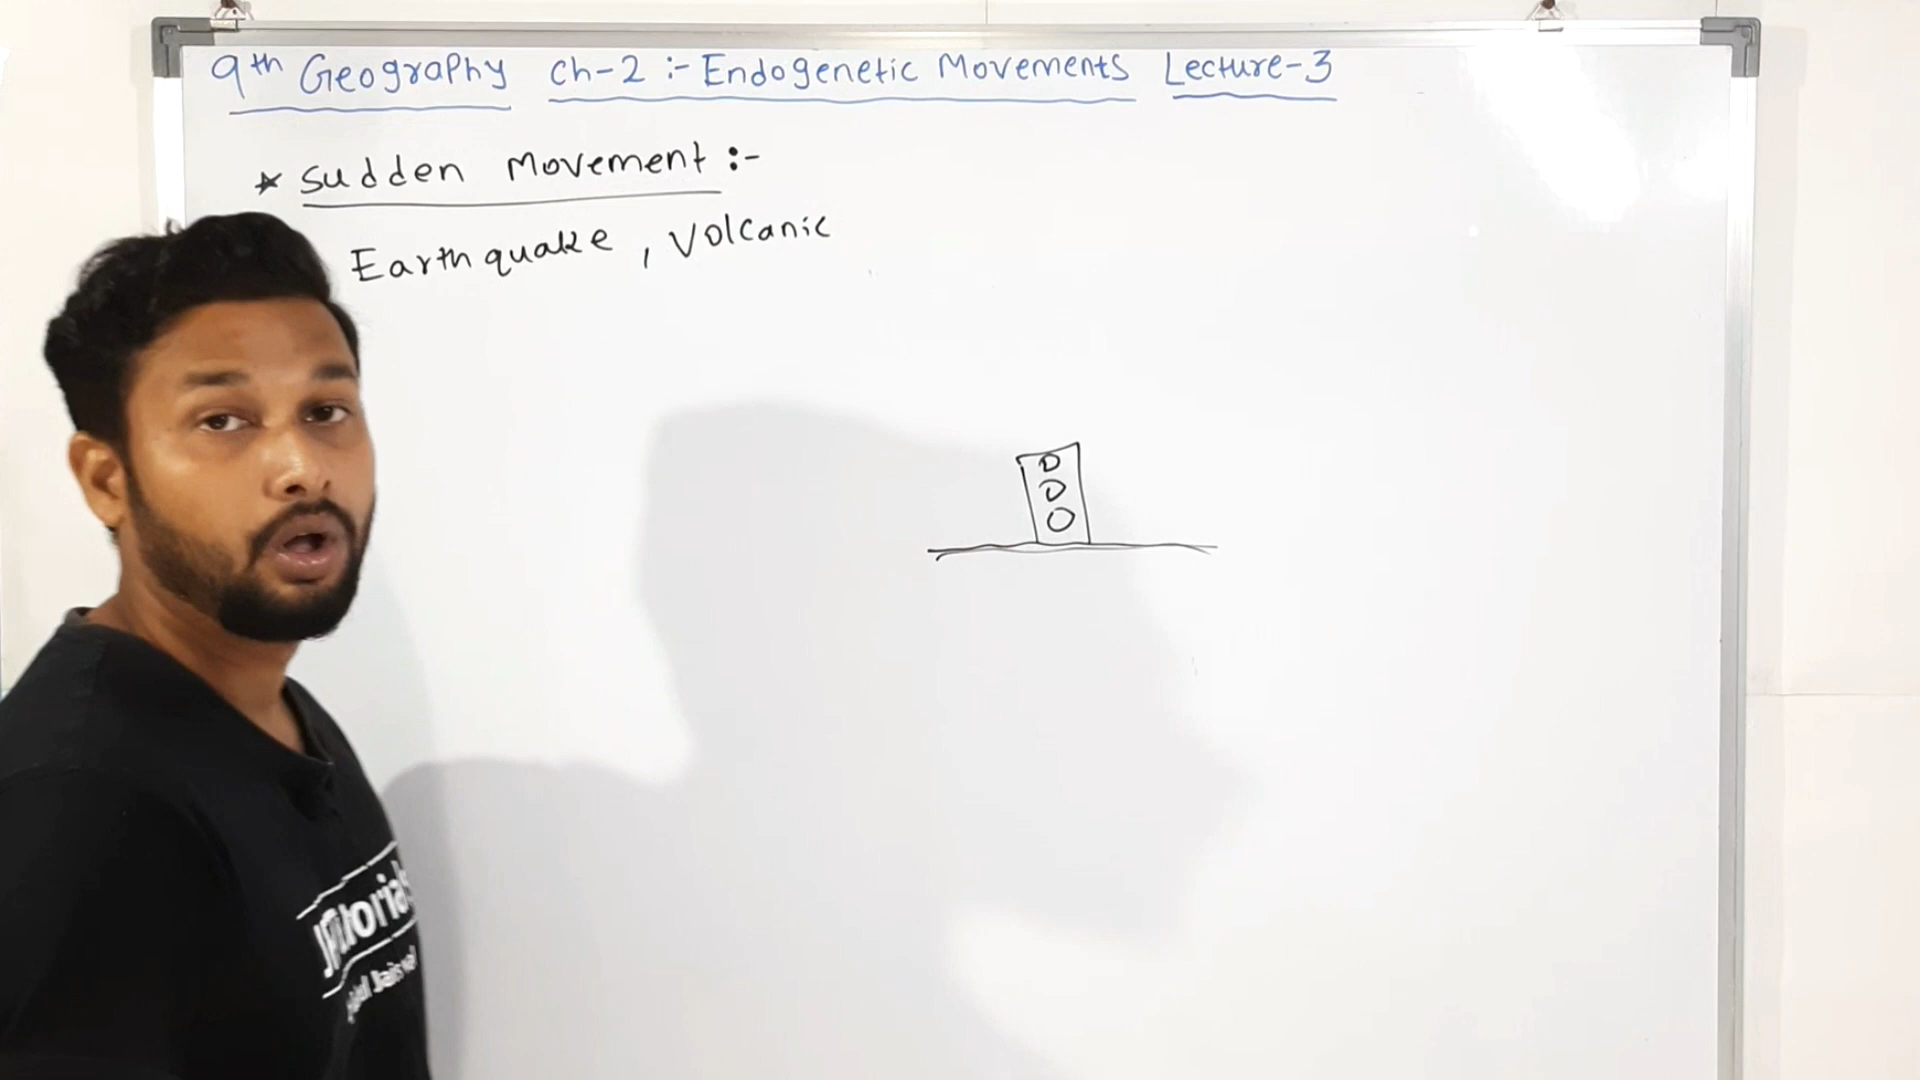 9th Geography Ch-2 :- Endogenetic Movements Lecture-3
* Sudden Movement :-
Earthquake , Volcanic